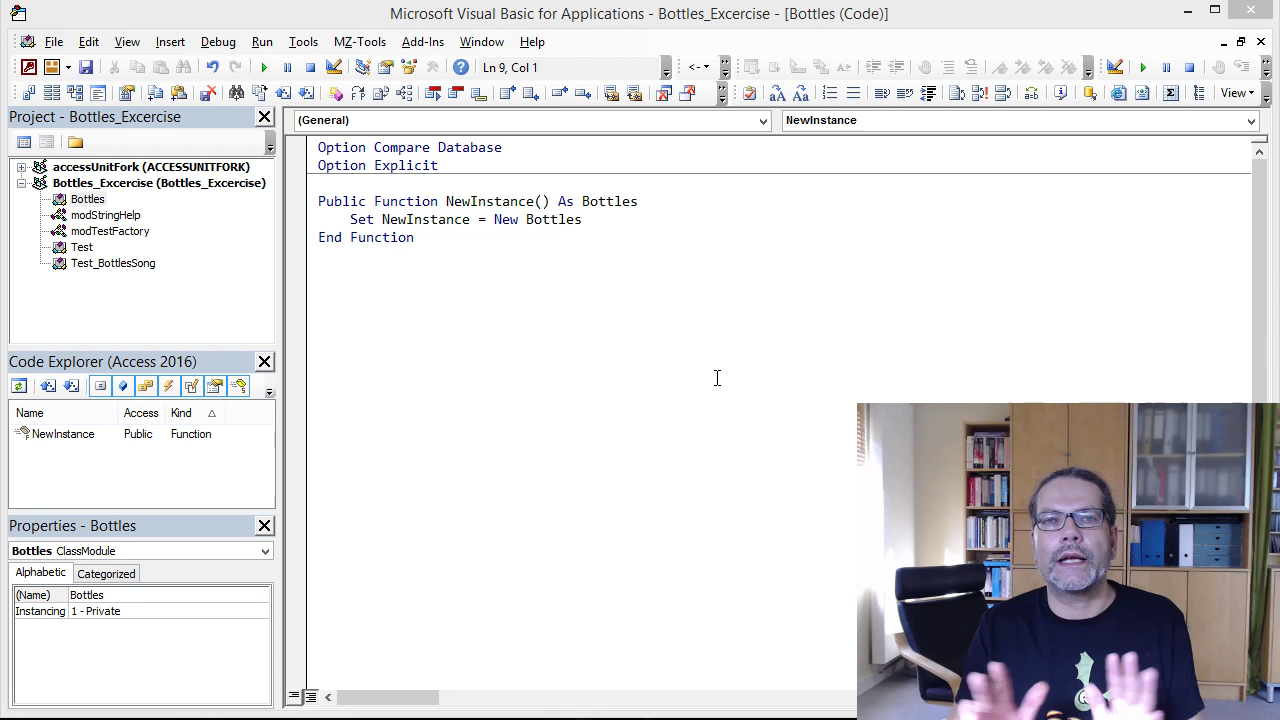 Microsoft Visual Basic for Applications - Bottles_Excercise - [Bottles (Code)]
File Edit View Insert Format Debug Run Tools MZ-Tools Add-Ins Window Help
Ln 9, Col 1
<-
View
Project - Bottles_Excercise
(General)
NewInstance
accessUnitFork (ACCESSUNITFORK)
Bottles_Excercise (Bottles_Excercise)
Bottles
modStringHelp
modTestFactory
Test
Test_BottlesSong
Option Compare Database
Option Explicit
Public Function NewInstance() As Bottles
Set NewInstance = New Bottles
End Function
Code Explorer (Access 2016)
Name Access Kind
NewInstance Public Function
Properties - Bottles
Bottles ClassModule
Alphabetic Categorized
(Name) Bottles
Instancing 1 - Private